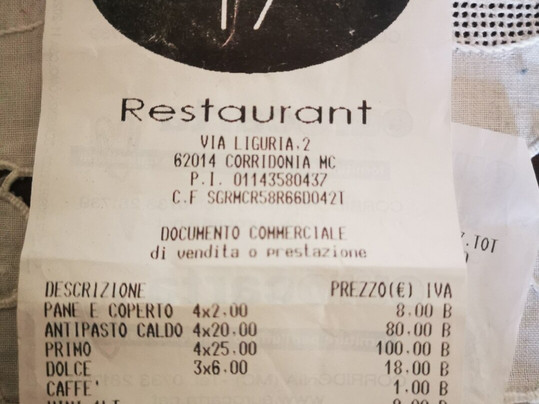 17
Restaurant
VIA LIGURIA,2
62014 CORRIDONIA MC
P.I. 01143580437
C.F SGRMCR58R66D042T
DOCUMENTO COMMERCIALE
di vendita o prestazione
DESCRIZIONE PREZZO(€) IVA
PANE E COPERTO 4x2.00 8.00 B
ANTIPASTO CALDO 4x20.00 80.00 B
PRIMO 4x25.00 100.00 B
DOLCE 3x6.00 18.00 B
CAFFE' 1.00 B
.TOT